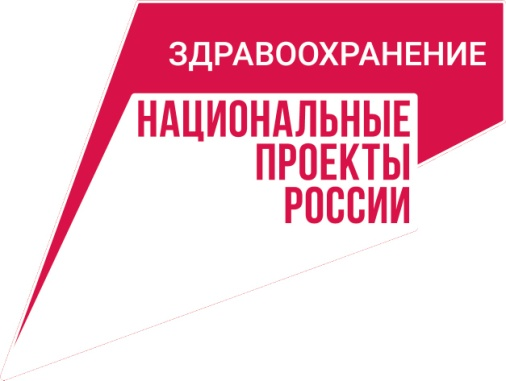 ЗДРАВООХРАНЕНИЕ
НАЦИОНАЛЬНЫЕ
ПРОЕКТЫ
РОССИИ